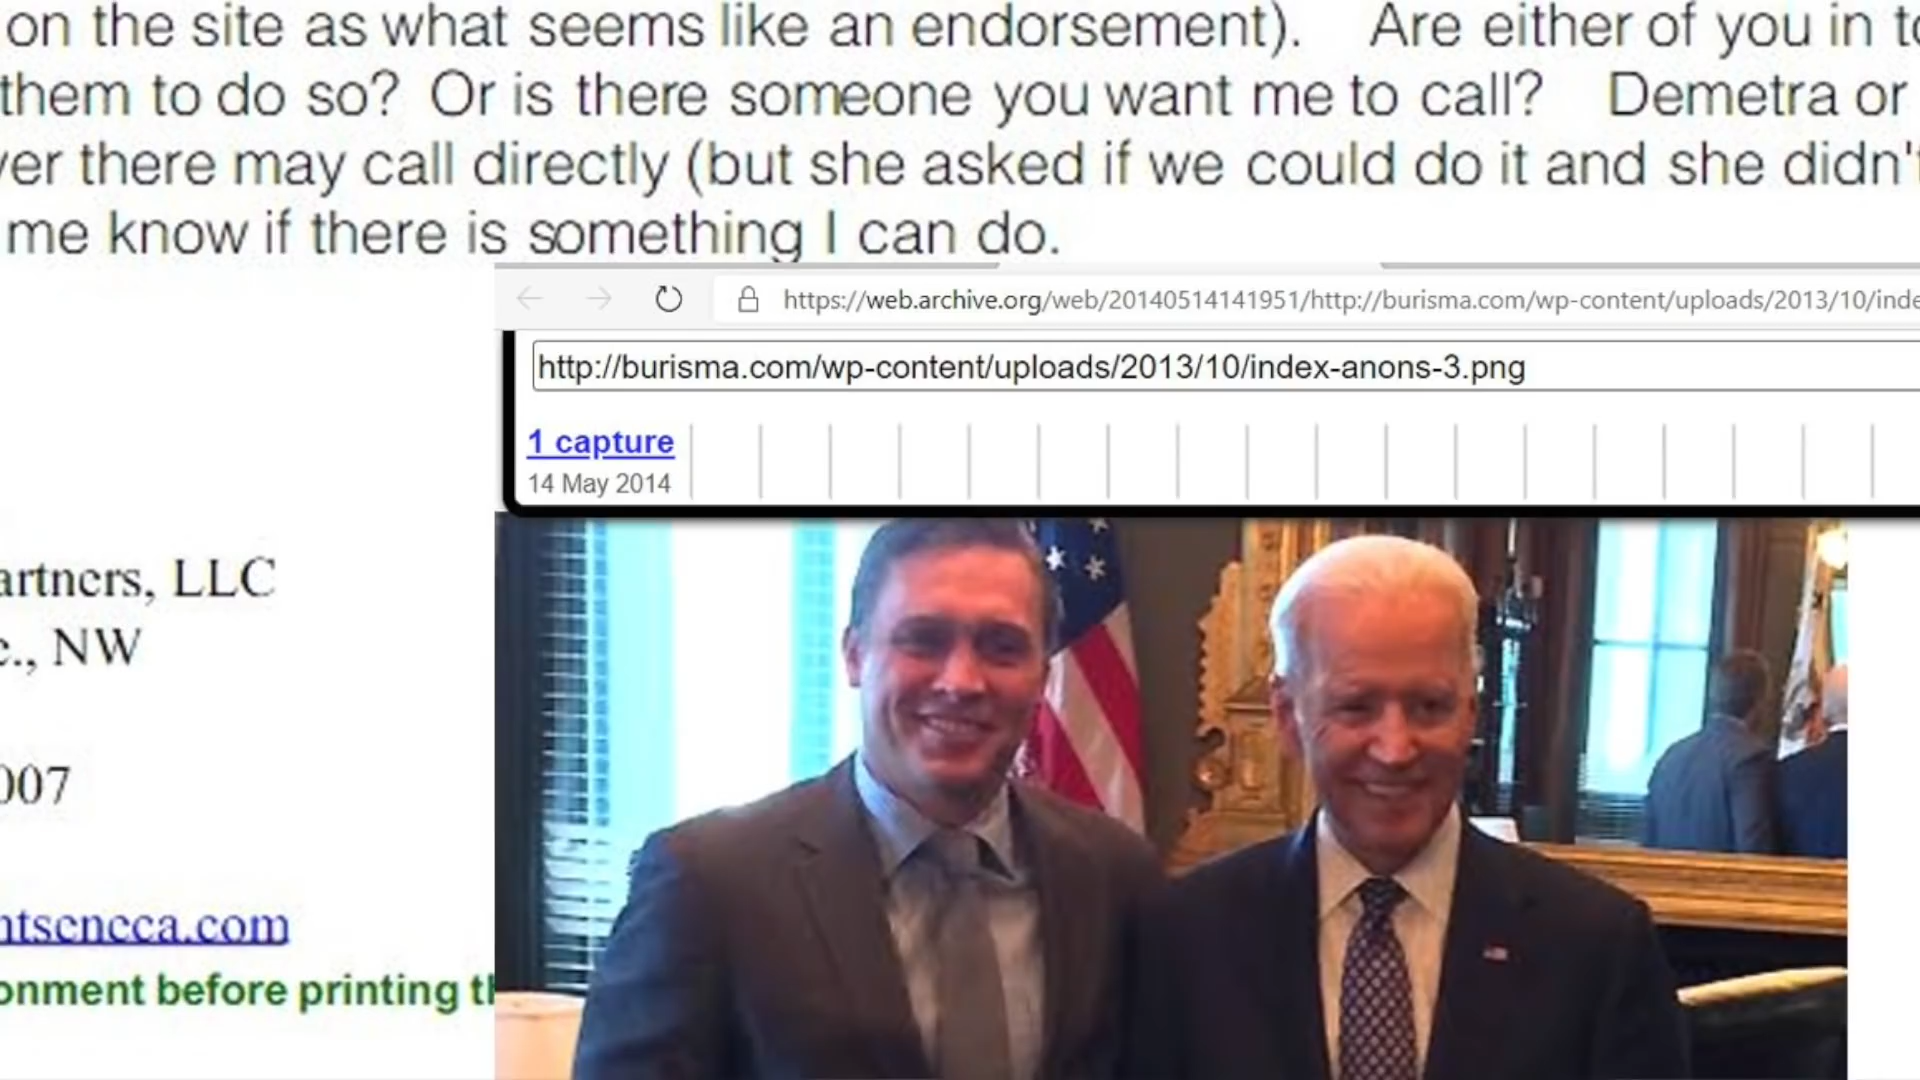 on the site as what seems like an endorsement). Are either of you in
them to do so? Or is there someone you want me to call? Demetra or
there may call directly (but she asked if we could do it and she didn't
me know if there is something I can do.
https://web.archive.org/web/20140514141951/http://burisma.com/wp-content/uploads/2013/10/inde
http://burisma.com/wp-content/uploads/2013/10/index-anons-3.png
1 capture
14 May 2014
artners, LLC
., NW
007
ntseneca.com
onment before printing